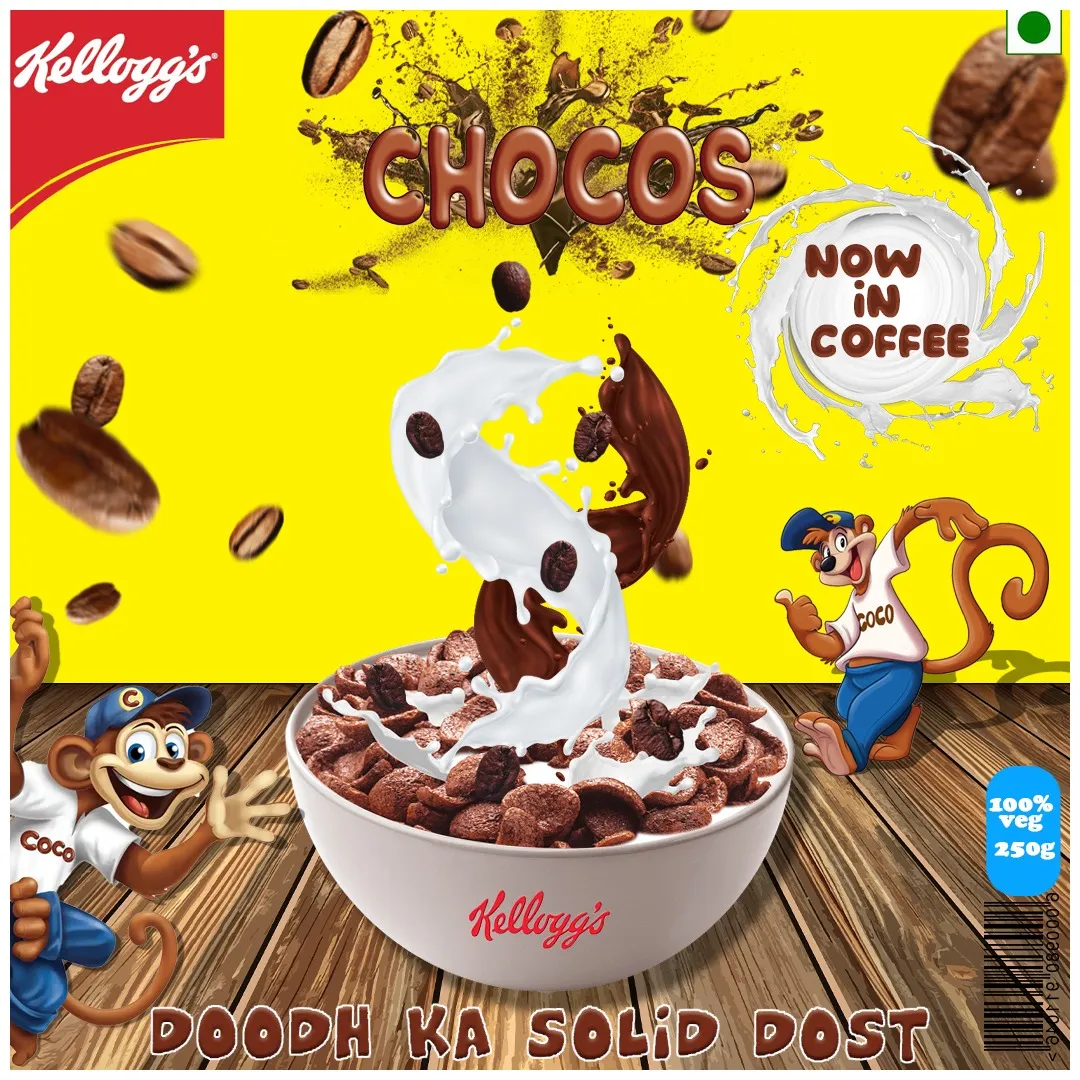 Kellogg's
CHOCOS
NOW
iN
COFFEE
COCO
C
COCO
100%
veg
250g
Kellogg's
DOODH KA SOLiD DOST